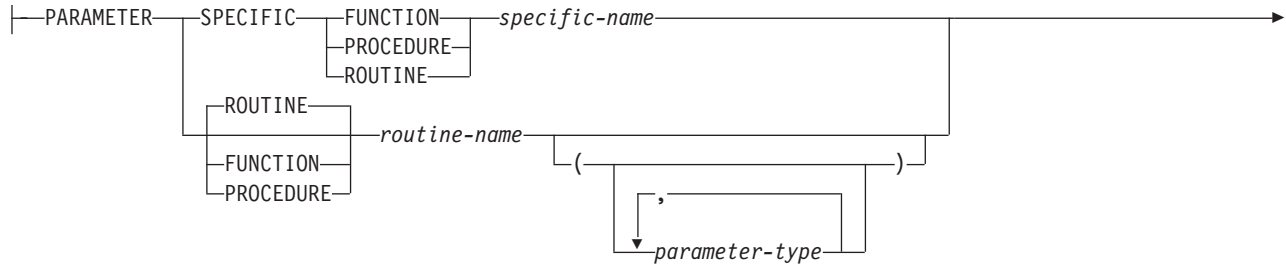 PARAMETER SPECIFIC FUNCTION specific-name
PROCEDURE
ROUTINE
ROUTINE
routine-name
FUNCTION ( )
PROCEDURE
,
parameter-type